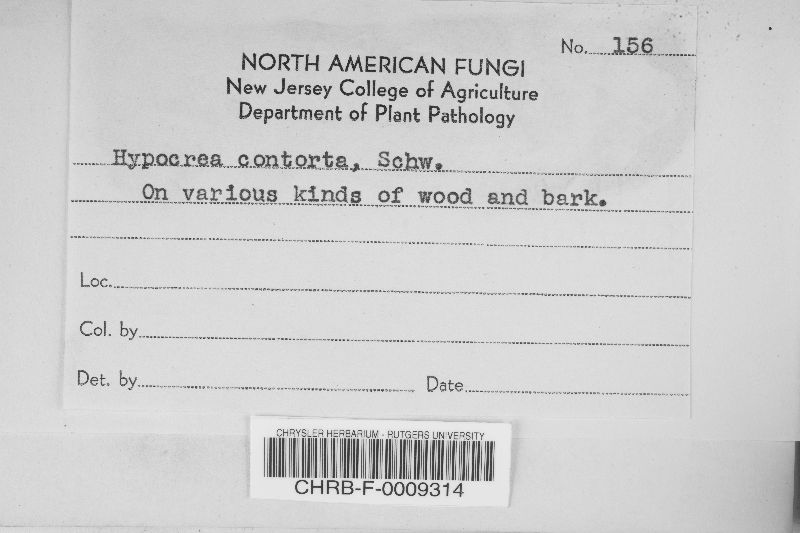 No. 156
NORTH AMERICAN FUNGI
New Jersey College of Agriculture
Department of Plant Pathology
Hypocrea contorta, Schw.
On various kinds of wood and bark.
Loc.
Col. by
Det. by Date
CHRYSLER HERBARIUM - RUTGERS UNIVERSITY
CHRB-F-0009314